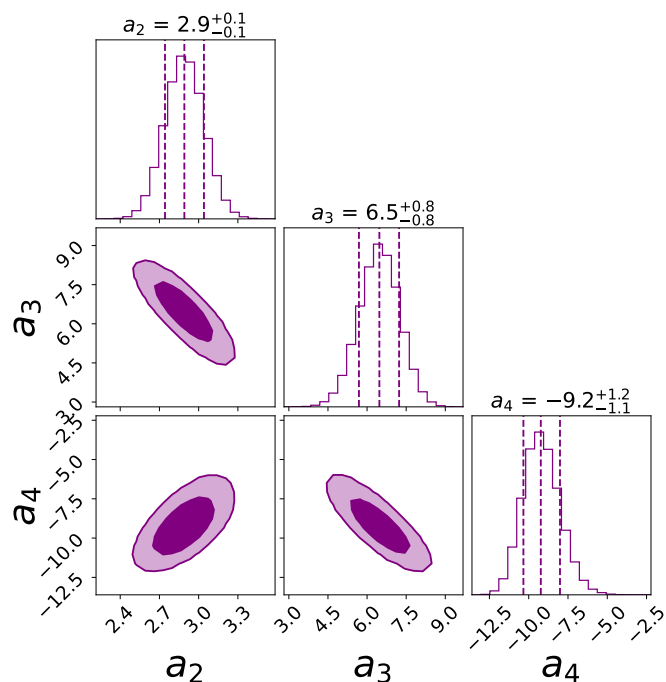 a₂ = 2.9⁺⁰·¹₋₀.₁
9.0
7.5
6.0
4.5
3.0
a₃
a₃ = 6.5⁺⁰·⁸₋₀.₈
−2.5
−5.0
−7.5
−10.0
−12.5
a₄
a₄ = −9.2⁺¹·²₋₁.₁
2.4 2.7 3.0 3.3
3.0 4.5 6.0 7.5 9.0
−12.5 −10.0 −7.5 −5.0 −2.5
a₂ a₃ a₄